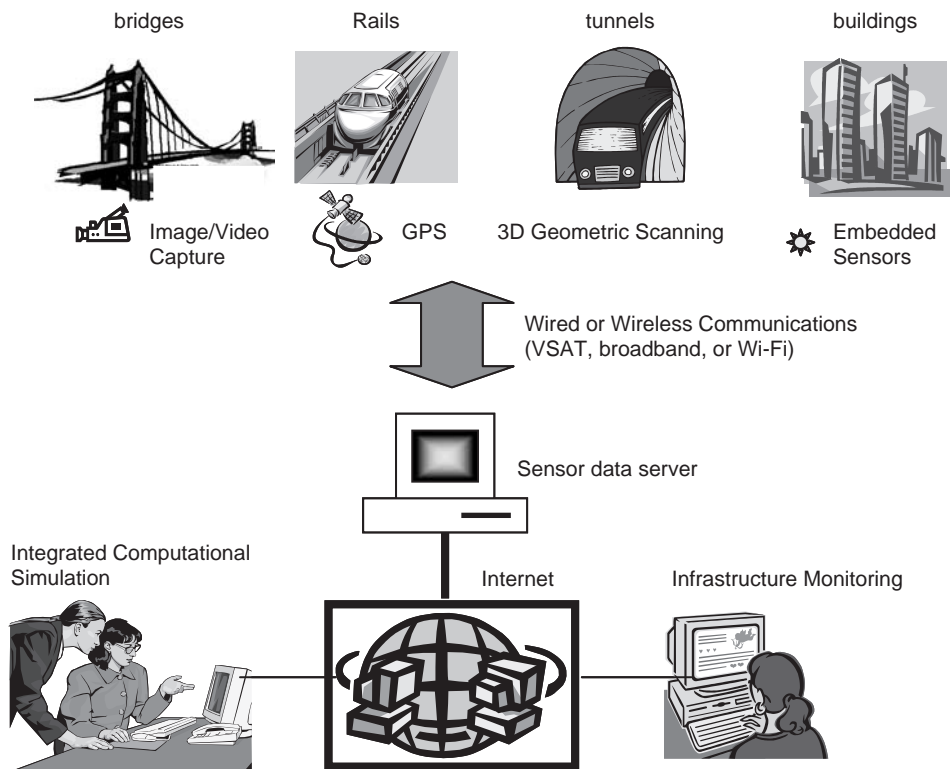 bridges
Rails
tunnels
buildings
Image/Video
Capture
GPS
3D Geometric Scanning
Embedded
Sensors
Wired or Wireless Communications
(VSAT, broadband, or Wi-Fi)
Sensor data server
Integrated Computational
Simulation
Internet
Infrastructure Monitoring